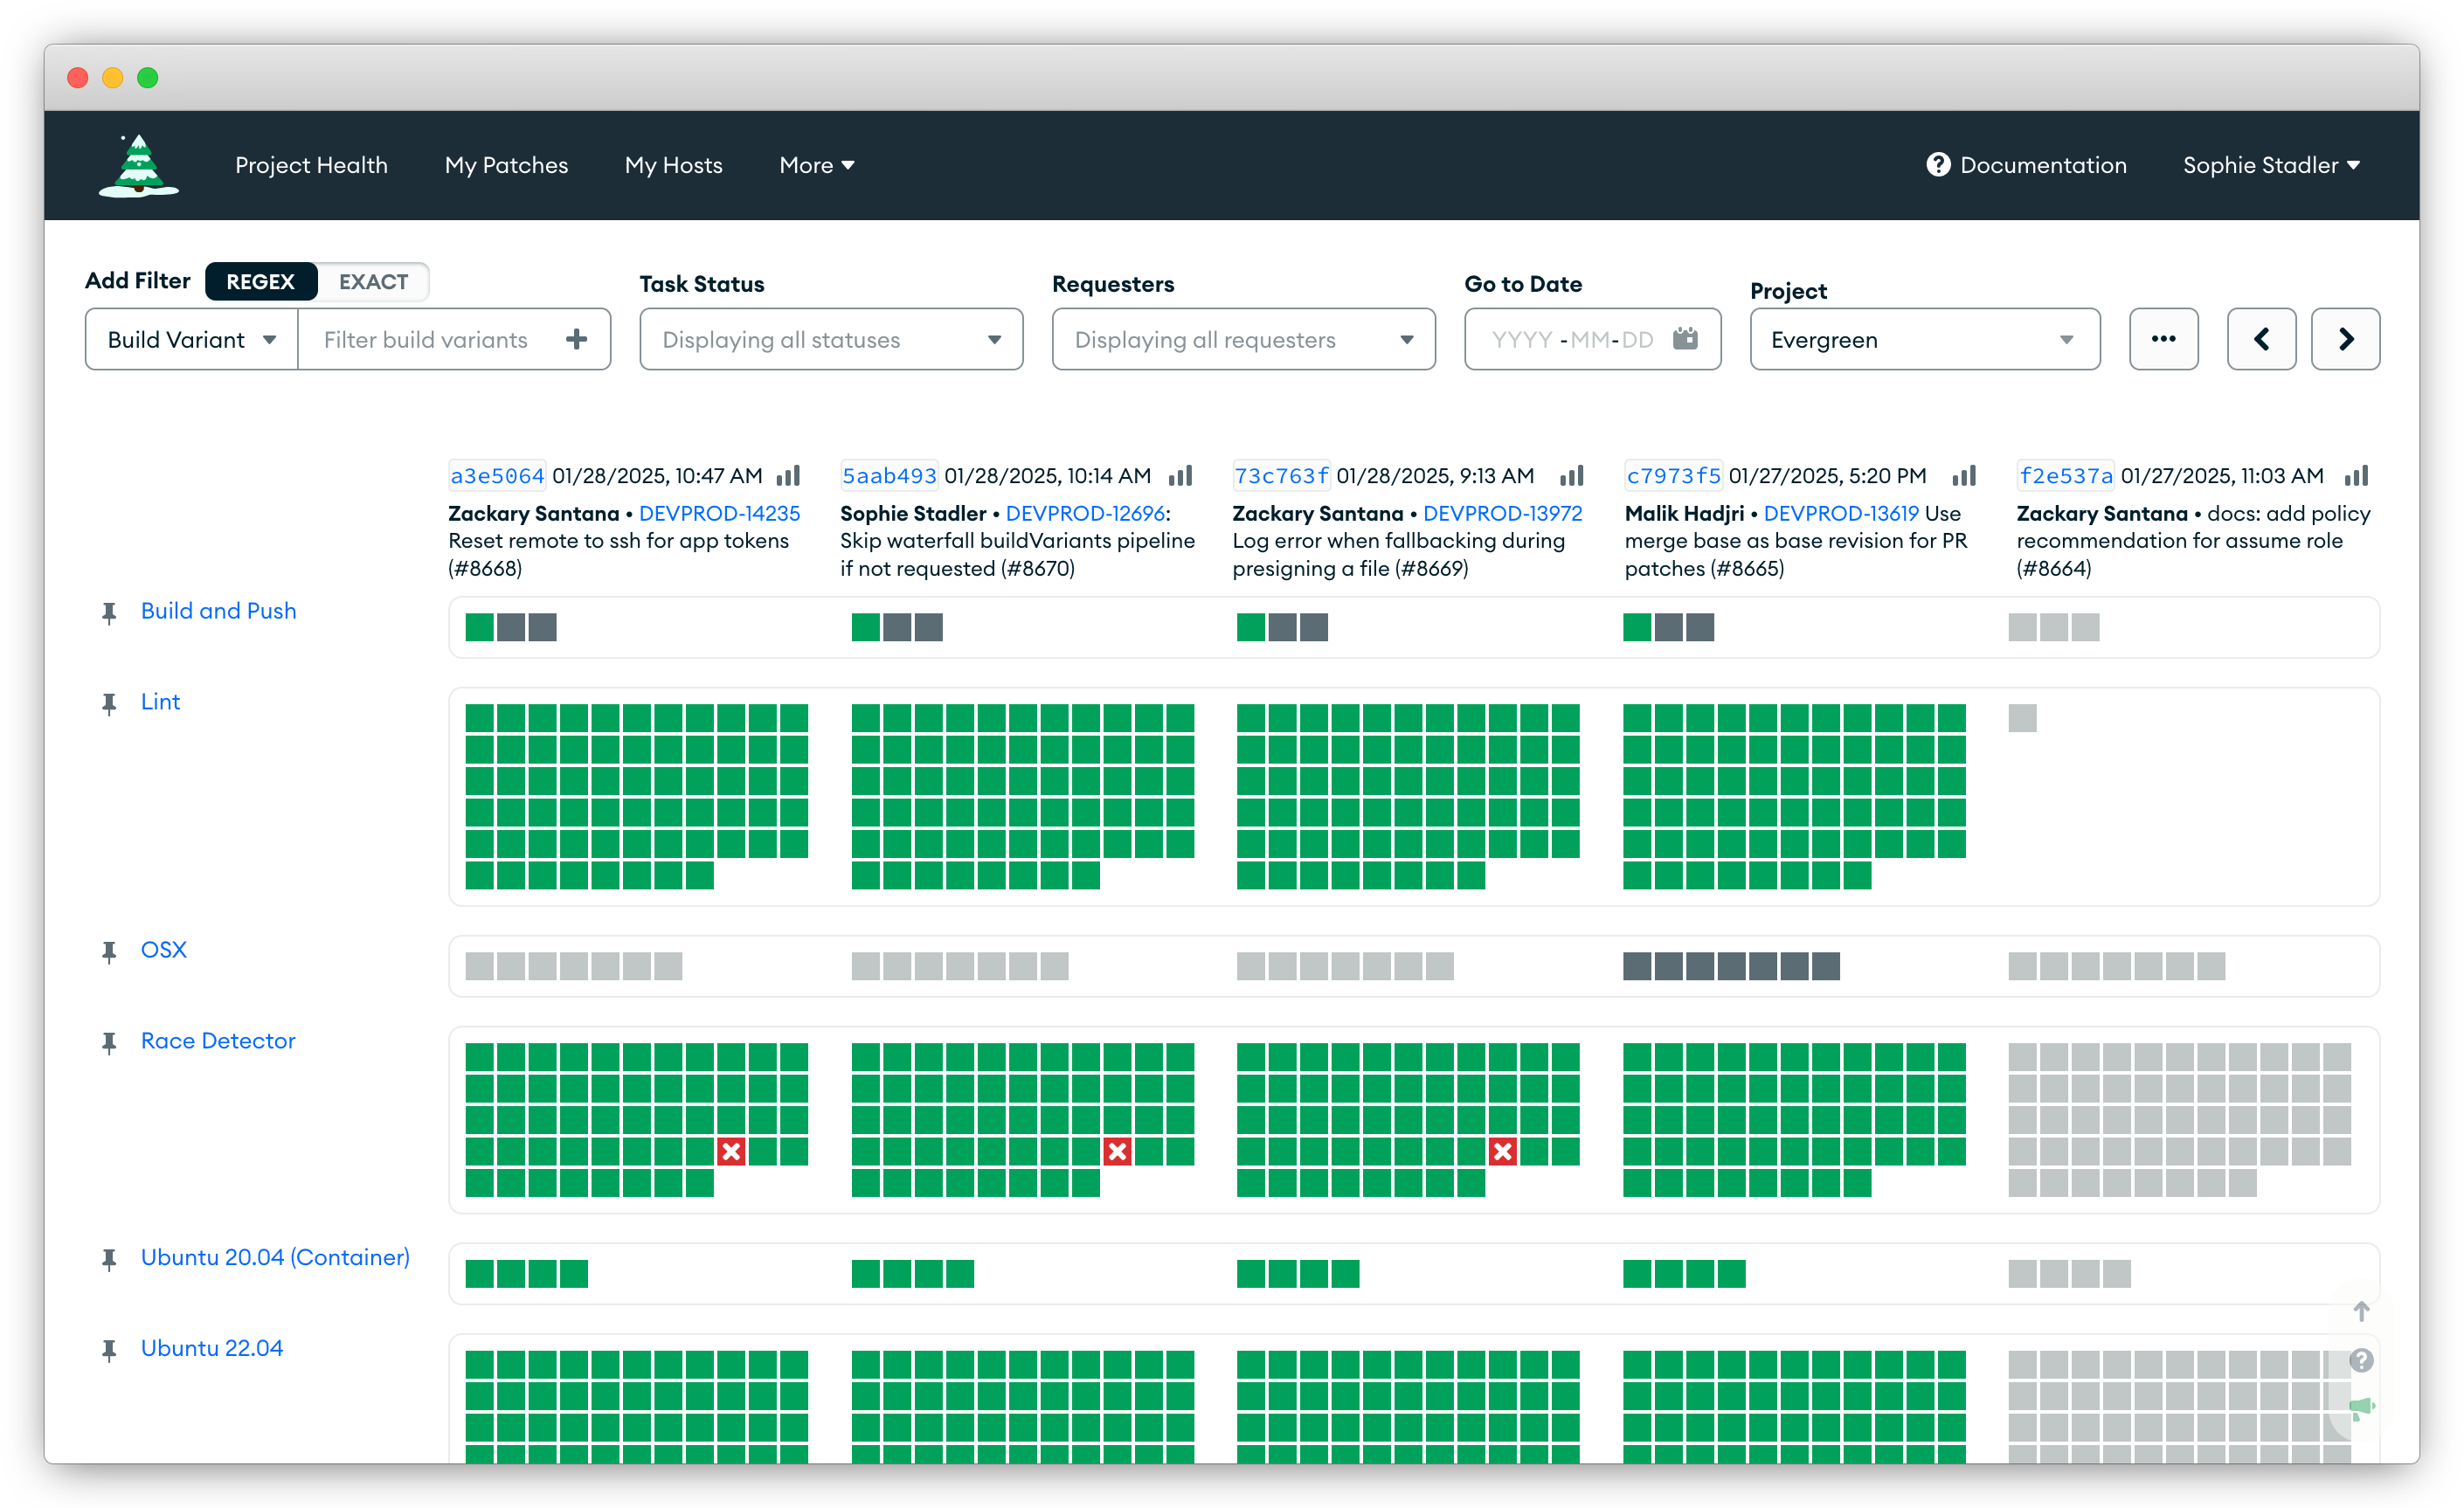 Project Health My Patches My Hosts More Documentation Sophie Stadler
Add Filter REGEX EXACT Task Status Requesters Go to Date Project
Build Variant Filter build variants Displaying all statuses Displaying all requesters YYYY -MM-DD Evergreen
a3e5064 01/28/2025, 10:47 AM
Zackary Santana • DEVPROD-14235
Reset remote to ssh for app tokens
(#8668)
5aab493 01/28/2025, 10:14 AM
Sophie Stadler • DEVPROD-12696:
Skip waterfall buildVariants pipeline
if not requested (#8670)
73c763f 01/28/2025, 9:13 AM
Zackary Santana • DEVPROD-13972
Log error when fallbacking during
presigning a file (#8669)
c7973f5 01/27/2025, 5:20 PM
Malik Hadjri • DEVPROD-13619 Use
merge base as base revision for PR
patches (#8665)
f2e537a 01/27/2025, 11:03 AM
Zackary Santana • docs: add policy
recommendation for assume role
(#8664)
Build and Push
Lint
OSX
Race Detector
Ubuntu 20.04 (Container)
Ubuntu 22.04